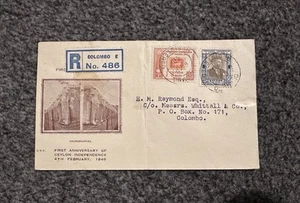 R COLOMBO E
No. 486
FIRST
H. M. Raymond Esq.,
C/o. Messrs. Whittall & Co.,
P. O. Box No. 171,
Colombo.
FIRST ANNIVERSARY OF
CEYLON INDEPENDENCE
4TH FEBRUARY, 1949